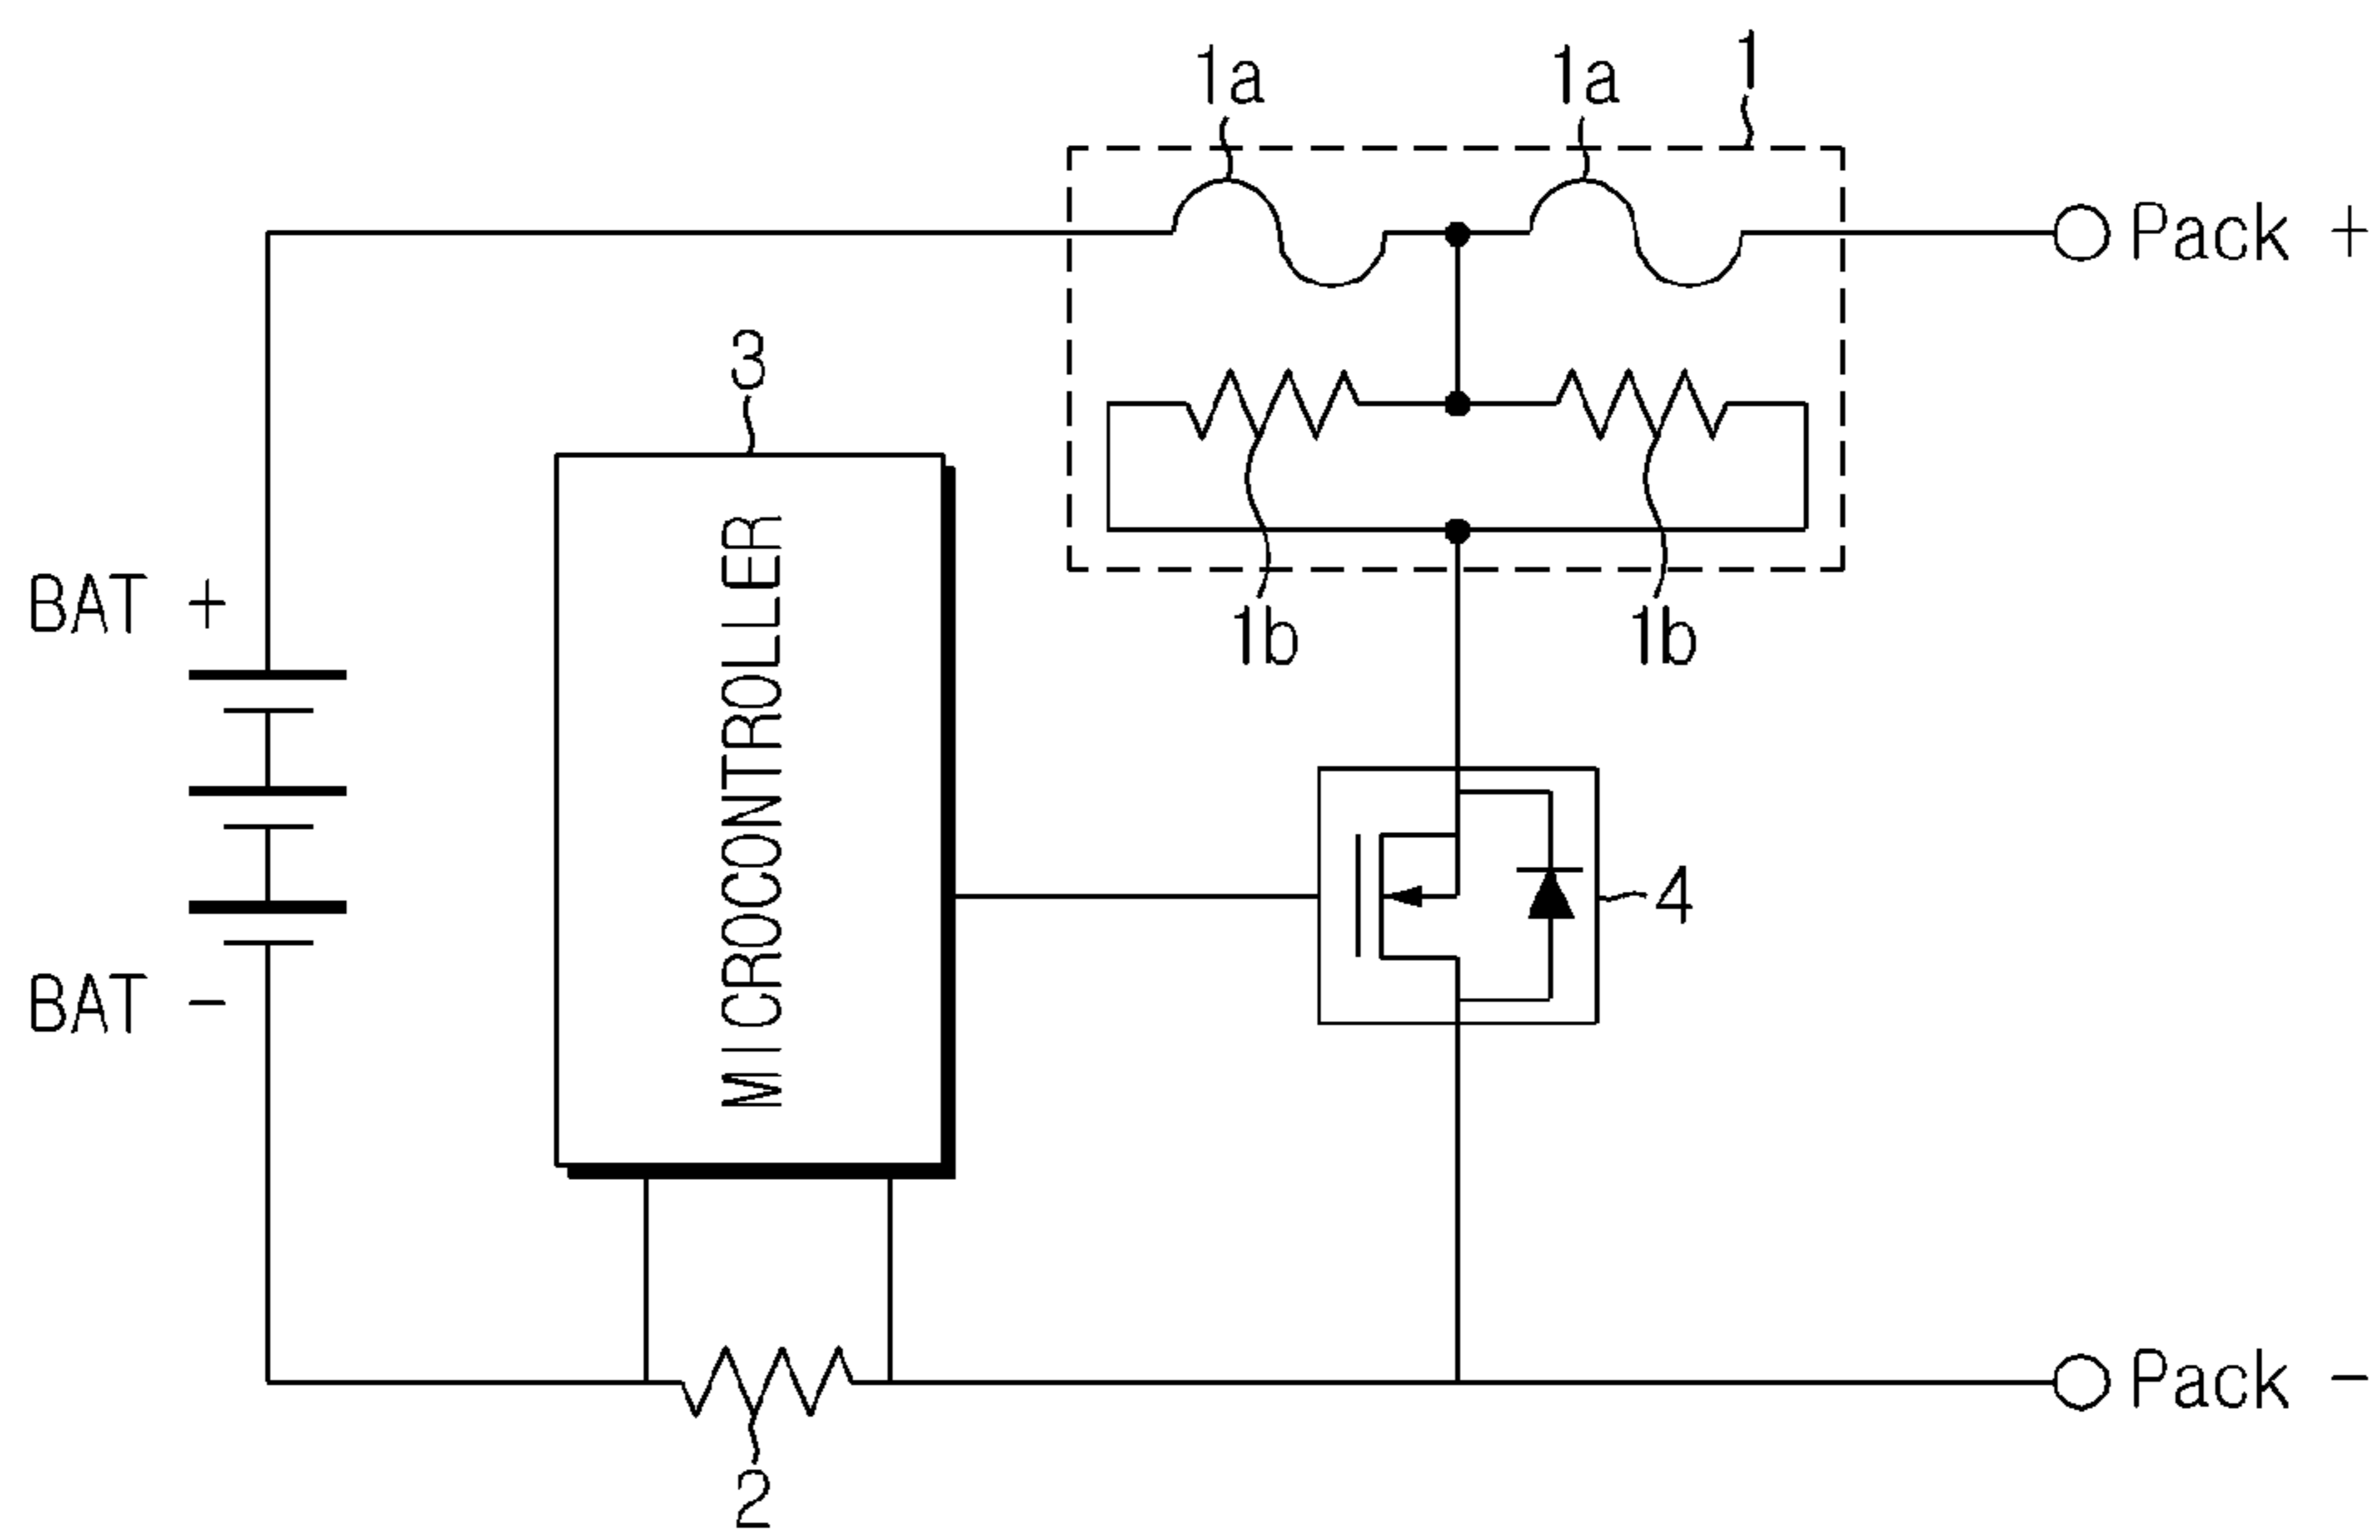 1a
1a
1
Pack +
3
MICROCONTROLLER
BAT +
1b
1b
4
BAT −
Pack −
2